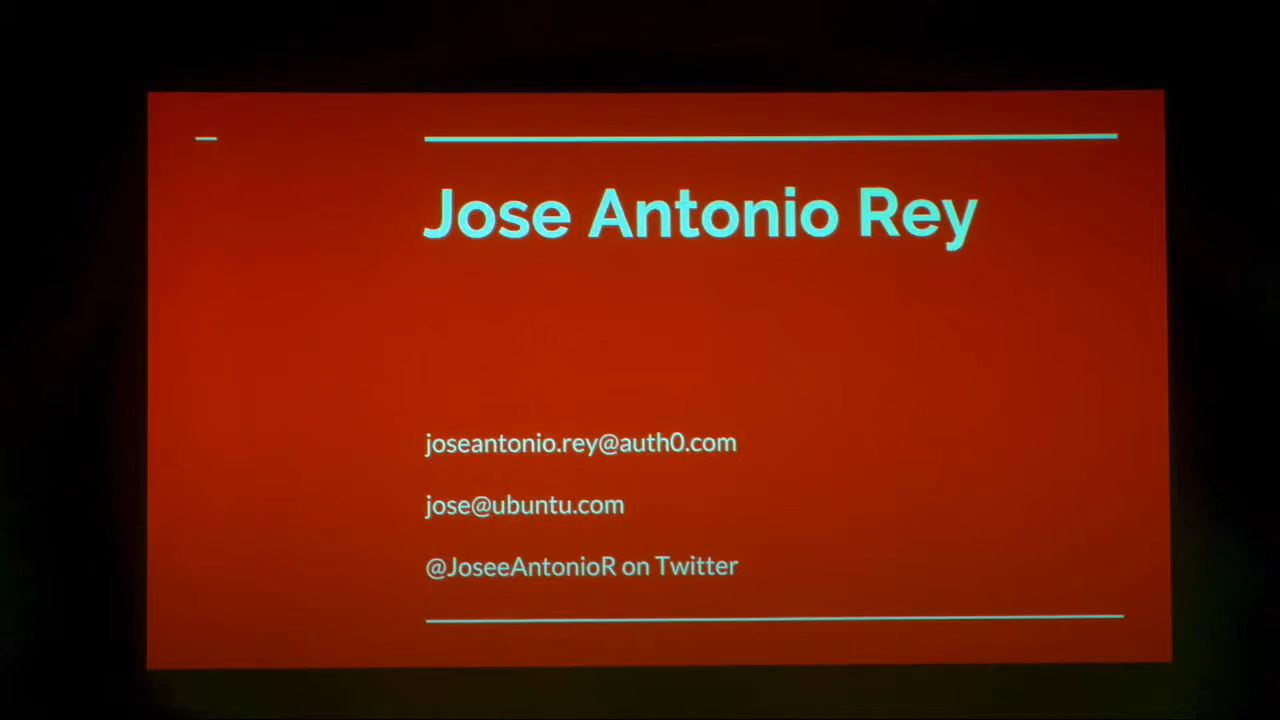 Jose Antonio Rey
joseantonio.rey@auth0.com
jose@ubuntu.com
@JoseeAntonioR on Twitter